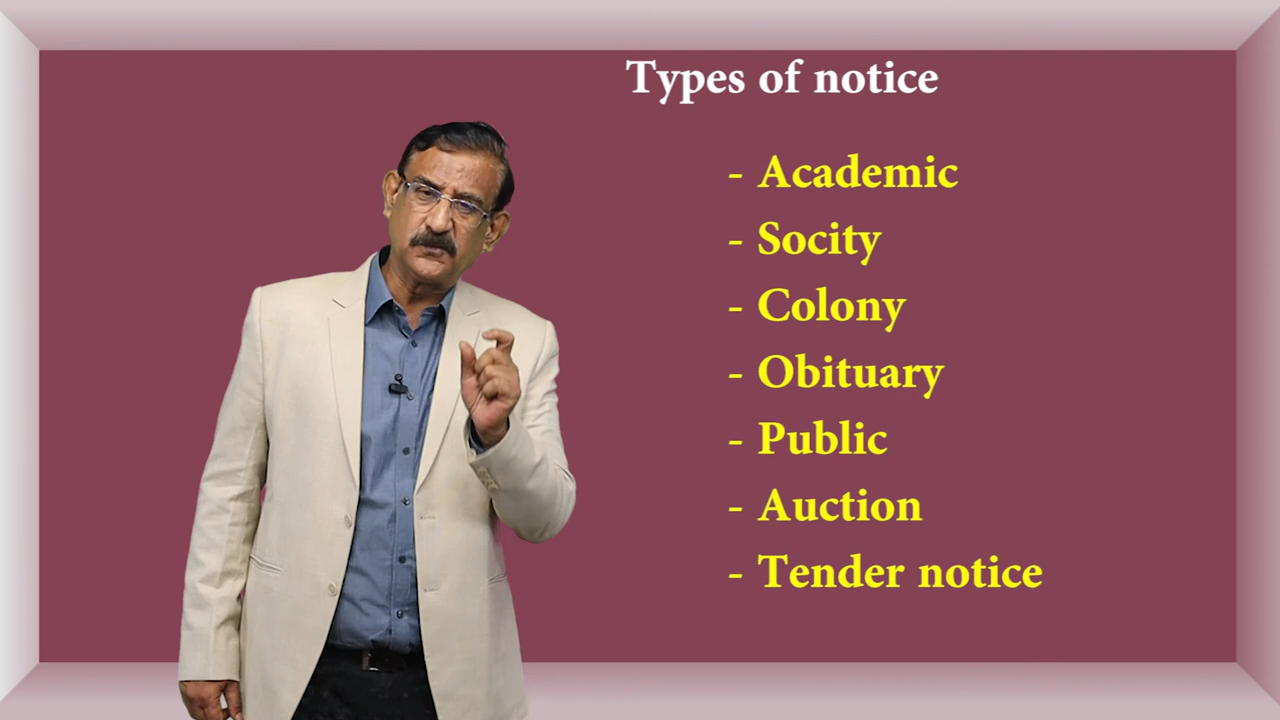 Types of notice
- Academic
- Socity
- Colony
- Obituary
- Public
- Auction
- Tender notice